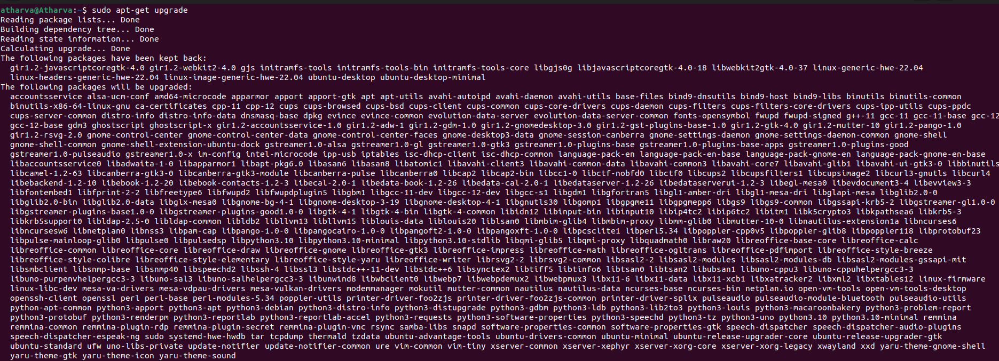 atharva@Atharva:~$ sudo apt-get upgrade
Reading package lists... Done
Building dependency tree... Done
Reading state information... Done
Calculating upgrade... Done
The following packages have been kept back:
  gir1.2-javascriptcoregtk-4.0 gir1.2-webkit2-4.0 gjs initramfs-tools initramfs-tools-bin initramfs-tools-core libgjs0g libjavascriptcoregtk-4.0-18 libwebkit2gtk-4.0-37 linux-generic-hwe-22.04
  linux-headers-generic-hwe-22.04 linux-image-generic-hwe-22.04 ubuntu-desktop ubuntu-desktop-minimal
The following packages will be upgraded:
  accountsservice alsa-ucm-conf amd64-microcode apparmor apport apport-gtk apt apt-utils avahi-autoipd avahi-daemon avahi-utils base-files bind9-dnsutils bind9-host bind9-libs binutils binutils-common
  binutils-x86-64-linux-gnu ca-certificates cpp-11 cpp-12 cups cups-browsed cups-bsd cups-client cups-common cups-core-drivers cups-daemon cups-filters cups-filters-core-drivers cups-ipp-utils cups-ppdc
  cups-server-common distro-info distro-info-data dnsmasq-base dpkg evince evince-common evolution-data-server evolution-data-server-common fonts-opensymbol fwupd fwupd-signed g++-11 gcc-11 gcc-11-base gcc-12
  gcc-12-base gdm3 ghostscript ghostscript-x gir1.2-accountsservice-1.0 gir1.2-adw-1 gir1.2-gdm-1.0 gir1.2-gnomedesktop-3.0 gir1.2-gst-plugins-base-1.0 gir1.2-gtk-4.0 gir1.2-mutter-10 gir1.2-pango-1.0
  gir1.2-rsvg-2.0 gnome-control-center gnome-control-center-data gnome-control-center-faces gnome-desktop3-data gnome-session-canberra gnome-settings-daemon gnome-settings-daemon-common gnome-shell
  gnome-shell-common gnome-shell-extension-ubuntu-dock gstreamer1.0-alsa gstreamer1.0-gl gstreamer1.0-gtk3 gstreamer1.0-plugins-base gstreamer1.0-plugins-base-apps gstreamer1.0-plugins-good
  gstreamer1.0-pulseaudio gstreamer1.0-x im-config intel-microcode ipp-usb iptables isc-dhcp-client isc-dhcp-common language-pack-en language-pack-en-base language-pack-gnome-en language-pack-gnome-en-base
  libaccountsservice0 libadwaita-1-0 libapparmor1 libapt-pkg6.0 libasan6 libasan8 libatomic1 libavahi-client3 libavahi-common-data libavahi-common3 libavahi-core7 libavahi-glib1 libavahi-ui-gtk3-0 libbinutils
  libcamel-1.2-63 libcanberra-gtk3-0 libcanberra-gtk3-module libcanberra-pulse libcanberra0 libcap2 libcap2-bin libcc1-0 libctf-nobfd0 libctf0 libcups2 libcupsfilters1 libcupsimage2 libcurl3-gnutls libcurl4
  libebackend-1.2-10 libebook-1.2-20 libebook-contacts-1.2-3 libecal-2.0-1 libedata-book-1.2-26 libedata-cal-2.0-1 libedataserver-1.2-26 libedataserverui-1.2-3 libegl-mesa0 libevdocument3-4 libevview3-3
  libfontembed1 libfprint-2-2 libfreetype6 libfwupd2 libfwupdplugin5 libgbm1 libgcc-11-dev libgcc-12-dev libgcc-s1 libgdm1 libgfortran5 libgl1-amber-dri libgl1-mesa-dri libglapi-mesa libglib2.0-0
  libglib2.0-bin libglib2.0-data libglx-mesa0 libgnome-bg-4-1 libgnome-desktop-3-19 libgnome-desktop-4-1 libgnutls30 libgomp1 libgpgme11 libgpgmepp6 libgs9 libgs9-common libgssapi-krb5-2 libgstreamer-gl1.0-0
  libgstreamer-plugins-base1.0-0 libgstreamer-plugins-good1.0-0 libgtk-4-1 libgtk-4-bin libgtk-4-common libidn12 libinput-bin libinput10 libip4tc2 libip6tc2 libitm1 libk5crypto3 libkpathsea6 libkrb5-3
  libkrb5support0 libldap-2.5-0 libldap-common libldb2 libllvm13 libllvm15 liblouis-data liblouis20 liblsan0 libmbim-glib4 libmbim-proxy libmm-glib0 libmutter-10-0 libnautilus-extension1a libncurses6
  libncursesw6 libnetplan0 libnss3 libpam-cap libpango-1.0-0 libpangocairo-1.0-0 libpangoft2-1.0-0 libpangoxft-1.0-0 libpcsclite1 libperl5.34 libpoppler-cpp0v5 libpoppler-glib8 libpoppler118 libprotobuf23
  libpulse-mainloop-glib0 libpulse0 libpulsedsp libpython3.10 libpython3.10-minimal libpython3.10-stdlib libqmi-glib5 libqmi-proxy libquadmath0 libraw20 libreoffice-base-core libreoffice-calc
  libreoffice-common libreoffice-core libreoffice-draw libreoffice-gnome libreoffice-gtk3 libreoffice-impress libreoffice-math libreoffice-ogltrans libreoffice-pdfimport libreoffice-style-breeze
  libreoffice-style-colibre libreoffice-style-elementary libreoffice-style-yaru libreoffice-writer librsvg2-2 librsvg2-common libsasl2-2 libsasl2-modules libsasl2-modules-db libsasl2-modules-gssapi-mit
  libsmbclient libsnmp-base libsnmp40 libspeechd2 libssh-4 libssl3 libstdc++-11-dev libstdc++6 libsynctex2 libtiff5 libtinfo6 libtsan0 libtsan2 libubsan1 libuno-cppu3 libuno-cppuhelpergcc3-3
  libuno-purpenvhelpergcc3-3 libuno-sal3 libuno-salhelpergcc3-3 libunwind8 libwbclient0 libwebp7 libwebpdemux2 libwebpmux3 libx11-6 libx11-data libx11-xcb1 libxatracker2 libxml2 libxtables12 linux-firmware
  linux-libc-dev mesa-va-drivers mesa-vdpau-drivers mesa-vulkan-drivers modemmanager mokutil mutter-common nautilus nautilus-data ncurses-base ncurses-bin netplan.io open-vm-tools open-vm-tools-desktop
  openssh-client openssl perl perl-base perl-modules-5.34 poppler-utils printer-driver-foo2zjs printer-driver-foo2zjs-common printer-driver-splix pulseaudio pulseaudio-module-bluetooth pulseaudio-utils
  python-apt-common python3-apport python3-apt python3-debian python3-distro-info python3-distupgrade python3-gdbm python3-ldb python3-lib2to3 python3-louis python3-macaroonbakery python3-problem-report
  python3-protobuf python3-renderpm python3-reportlab python3-reportlab-accel python3-requests python3-software-properties python3-speechd python3-tz python3-uno python3.10 python3.10-minimal remmina
  remmina-common remmina-plugin-rdp remmina-plugin-secret remmina-plugin-vnc rsync samba-libs snapd software-properties-common software-properties-gtk speech-dispatcher speech-dispatcher-audio-plugins
  speech-dispatcher-espeak-ng sudo systemd-hwe-hwdb tar tcpdump thermald tzdata ubuntu-advantage-tools ubuntu-drivers-common ubuntu-minimal ubuntu-release-upgrader-core ubuntu-release-upgrader-gtk
  ubuntu-standard ufw uno-libs-private update-notifier update-notifier-common ure vim-common vim-tiny xserver-common xserver-xephyr xserver-xorg-core xserver-xorg-legacy xwayland xxd yaru-theme-gnome-shell
  yaru-theme-gtk yaru-theme-icon yaru-theme-sound